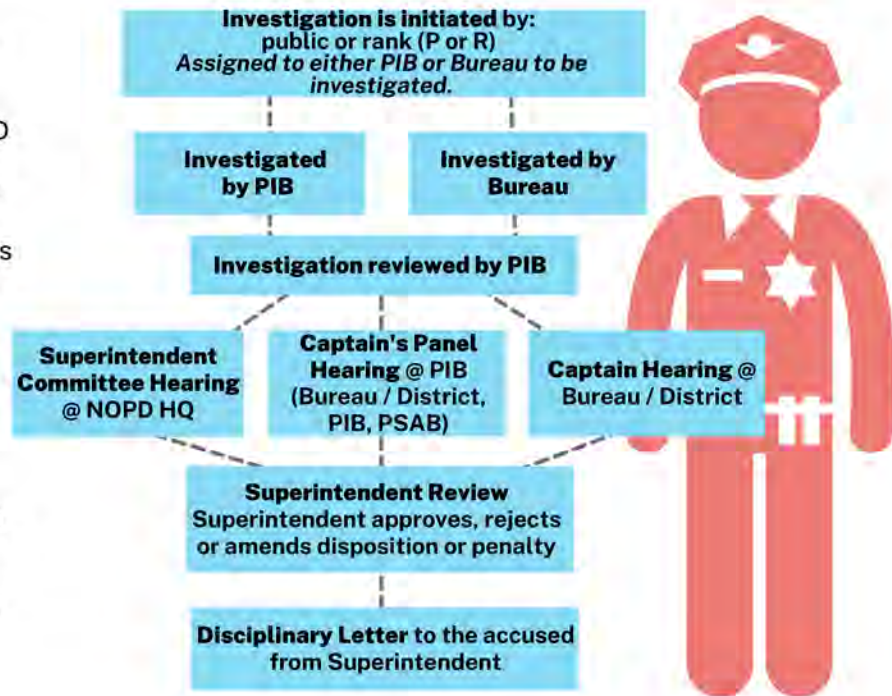 Investigation is initiated by:
public or rank (P or R)
Assigned to either PIB or Bureau to be
investigated.
Investigated
by PIB
Investigated by
Bureau
Investigation reviewed by PIB
Superintendent
Committee Hearing
@ NOPD HQ
Captain's Panel
Hearing @ PIB
(Bureau / District,
PIB, PSAB)
Captain Hearing @
Bureau / District
Superintendent Review
Superintendent approves, rejects
or amends disposition or penalty
Disciplinary Letter to the accused
from Superintendent